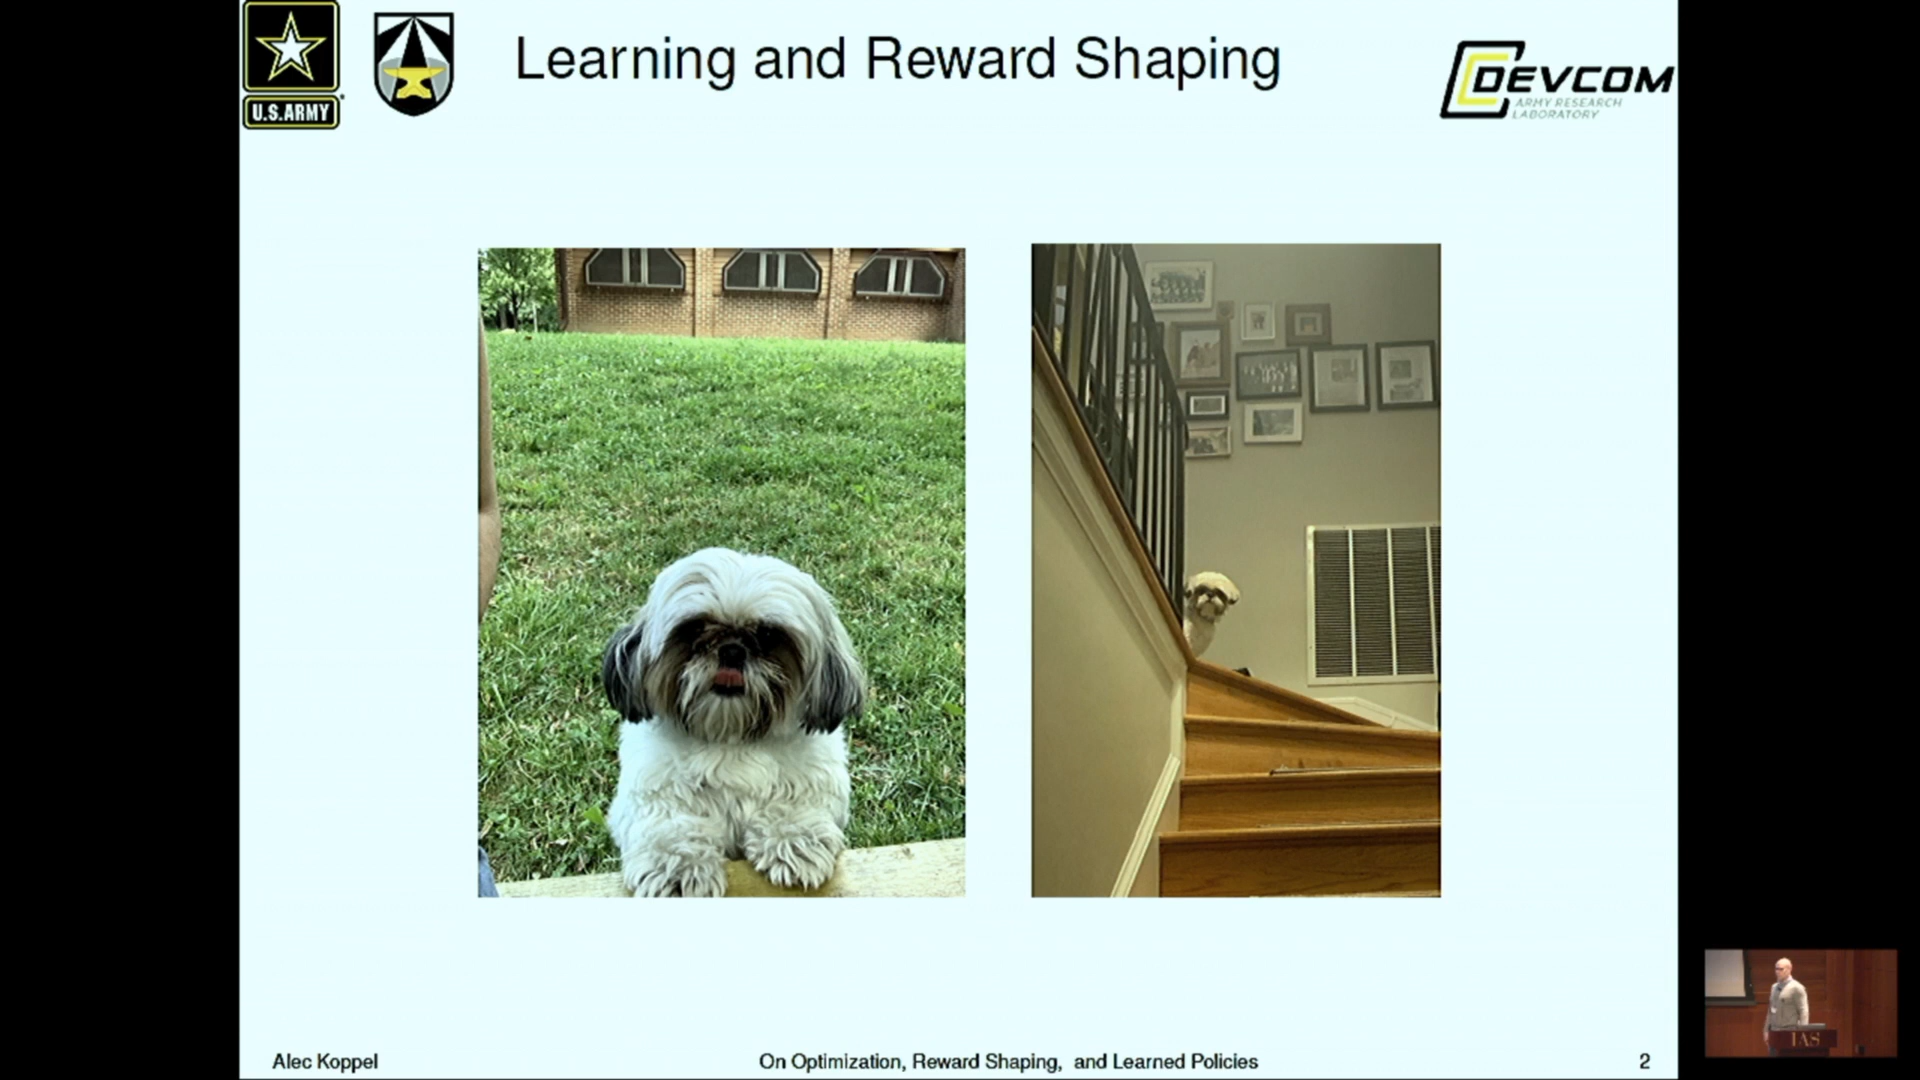 U.S.ARMY
Learning and Reward Shaping
DEVCOM
ARMY RESEARCH
LABORATORY
IAS
Alec Koppel
On Optimization, Reward Shaping, and Learned Policies
2